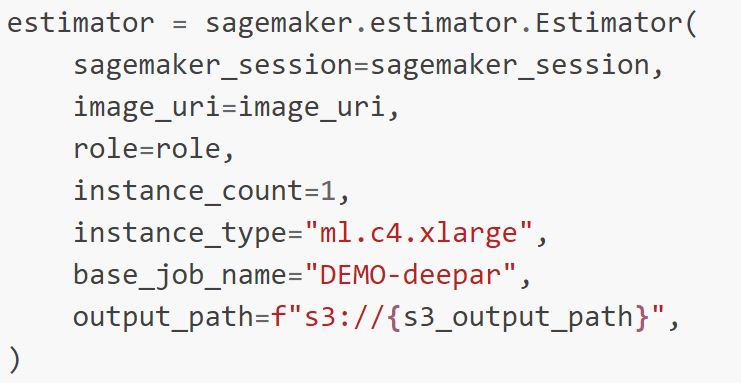 estimator = sagemaker.estimator.Estimator(
    sagemaker_session=sagemaker_session,
    image_uri=image_uri,
    role=role,
    instance_count=1,
    instance_type="ml.c4.xlarge",
    base_job_name="DEMO-deepar",
    output_path=f"s3://{s3_output_path}",
)